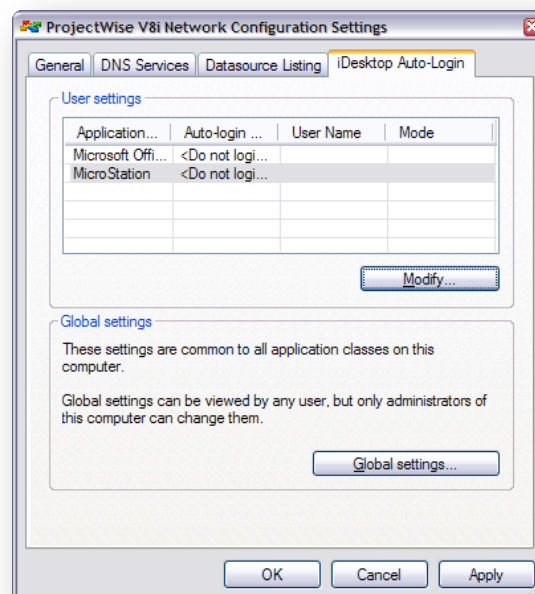 ProjectWise V8i Network Configuration Settings
General DNS Services Datasource Listing iDesktop Auto-Login
User settings
Application... Auto-login ... User Name Mode
Microsoft Offi... <Do not logi...
MicroStation <Do not logi...
Modify...
Global settings
These settings are common to all application classes on this
computer.
Global settings can be viewed by any user, but only administrators of
this computer can change them.
Global settings...
OK Cancel Apply